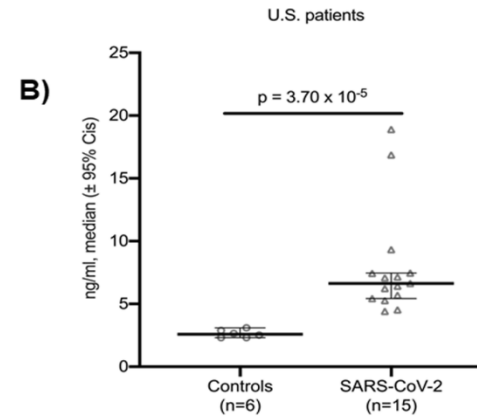 U.S. patients
B)
ng/ml, median (± 95% Cis)
25
20
15
10
5
0
p = 3.70 x 10⁻⁵
Controls
(n=6)
SARS-CoV-2
(n=15)